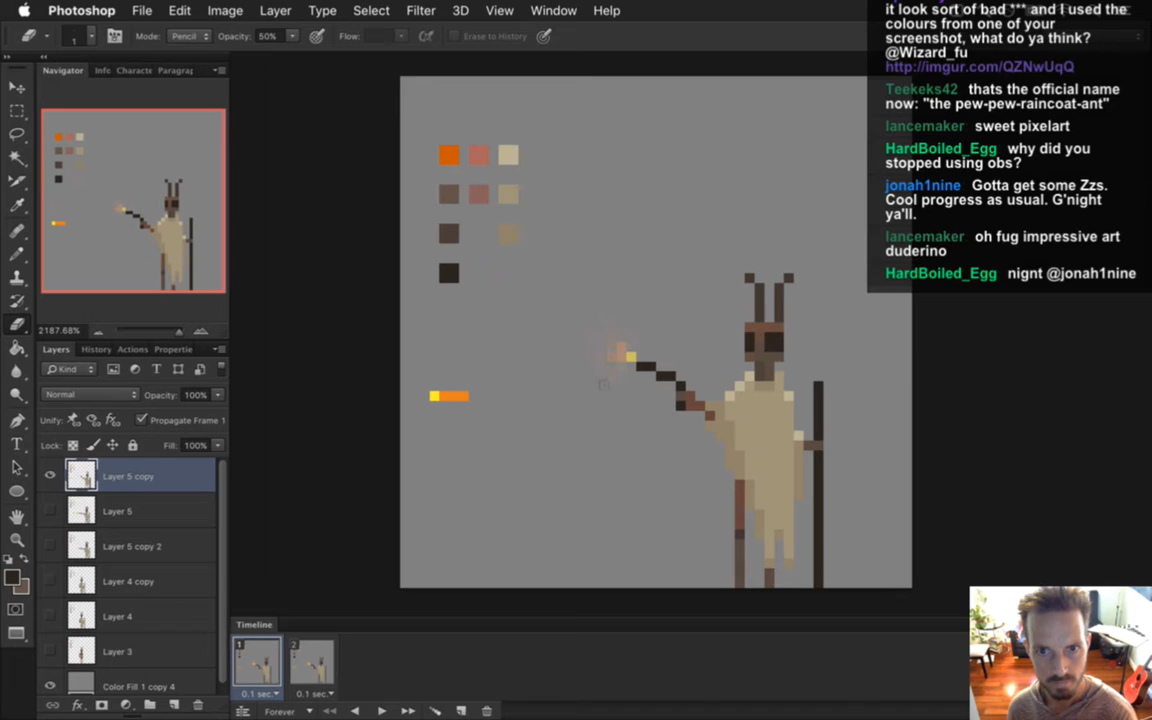 Photoshop File Edit Image Layer Type Select Filter 3D View Window Help
1 Mode: Pencil Opacity: 50% Flow: Erase to History
Navigator Info Characte Paragraj
2187.68%
Layers History Actions Propertie
Kind
Normal Opacity: 100%
Unify: Propagate Frame 1
Lock: Fill: 100%
Layer 5 copy
Layer 5
Layer 5 copy 2
Layer 4 copy
Layer 4
Layer 3
Color Fill 1 copy 4
Timeline
1 2
0.1 sec. 0.1 sec.
Forever
it look sort of bad *** and i used the
colours from one of your
screenshot, what do ya think?
@Wizard_fu
http://imgur.com/QZNwUqQ
Teekeks42 thats the official name
now: "the pew-pew-raincoat-ant"
lancemaker sweet pixelart
HardBoiled_Egg why did you
stopped using obs?
jonah1nine Gotta get some Zzs.
Cool progress as usual. G'night
ya'll.
lancemaker oh fug impressive art
duderino
HardBoiled_Egg nignt @jonah1nine